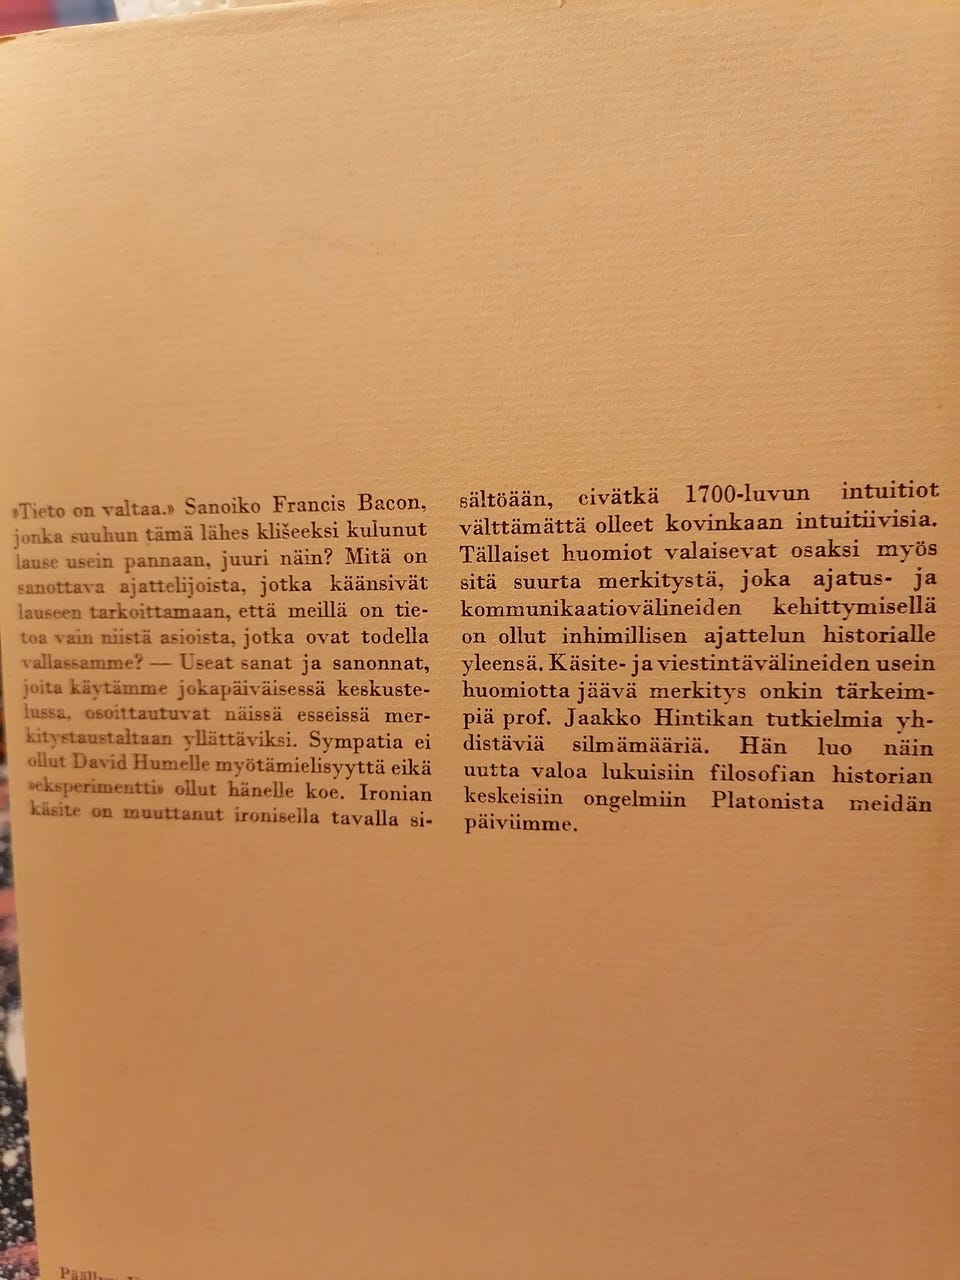 »Tieto on valtaa.» Sanoiko Francis Bacon,
jonka suuhun tämä lähes klišeeksi kulunut
lause usein pannaan, juuri näin? Mitä on
sanottava ajattelijoista, jotka käänsivät
lauseen tarkoittamaan, että meillä on tie-
toa vain niistä asioista, jotka ovat todella
vallassamme? — Useat sanat ja sanonnat,
joita käytämme jokapäiväisessä keskuste-
lussa, osoittautuvat näissä esseissä mer-
kitystaustaltaan yllättäviksi. Sympatia ei
ollut David Humelle myötämielisyyttä eikä
»eksperimentti» ollut hänelle koe. Ironian
käsite on muuttanut ironisella tavalla si-
sältöään, eivätkä 1700-luvun intuitiot
välttämättä olleet kovinkaan intuitiivisia.
Tällaiset huomiot valaisevat osaksi myös
sitä suurta merkitystä, joka ajatus- ja
kommunikaatiovälineiden kehittymisellä
on ollut inhimillisen ajattelun historialle
yleensä. Käsite- ja viestintävälineiden usein
huomiotta jäävä merkitys onkin tärkeim-
piä prof. Jaakko Hintikan tutkielmia yh-
distäviä silmämääriä. Hän luo näin
uutta valoa lukuisiin filosofian historian
keskeisiin ongelmiin Platonista meidän
päiviimme.